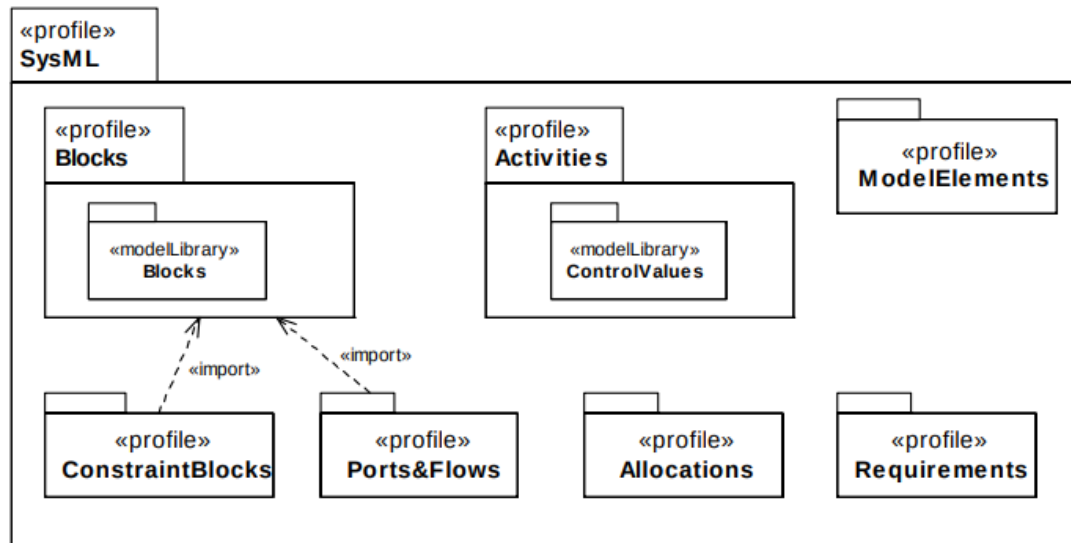 «profile»
SysML
«profile»
Blocks
«modelLibrary»
Blocks
«profile»
Activities
«modelLibrary»
ControlValues
«profile»
ModelElements
«import»
«import»
«profile»
ConstraintBlocks
«profile»
Ports&Flows
«profile»
Allocations
«profile»
Requirements